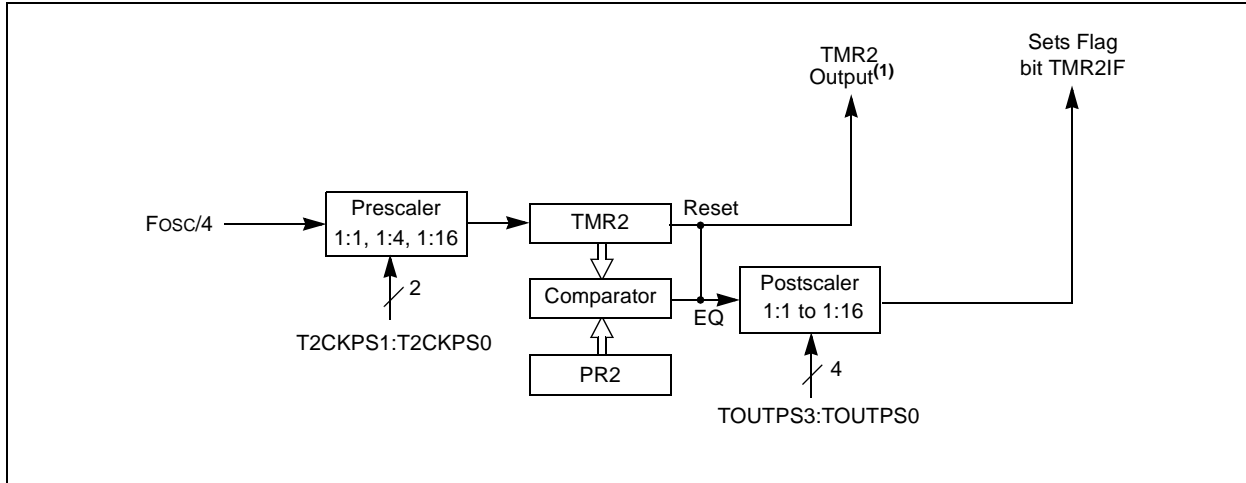 TMR2
Output(1)
Sets Flag
bit TMR2IF
FOSC/4
Prescaler
1:1, 1:4, 1:16
2
T2CKPS1:T2CKPS0
TMR2
Reset
Comparator
EQ
PR2
Postscaler
1:1 to 1:16
4
TOUTPS3:TOUTPS0